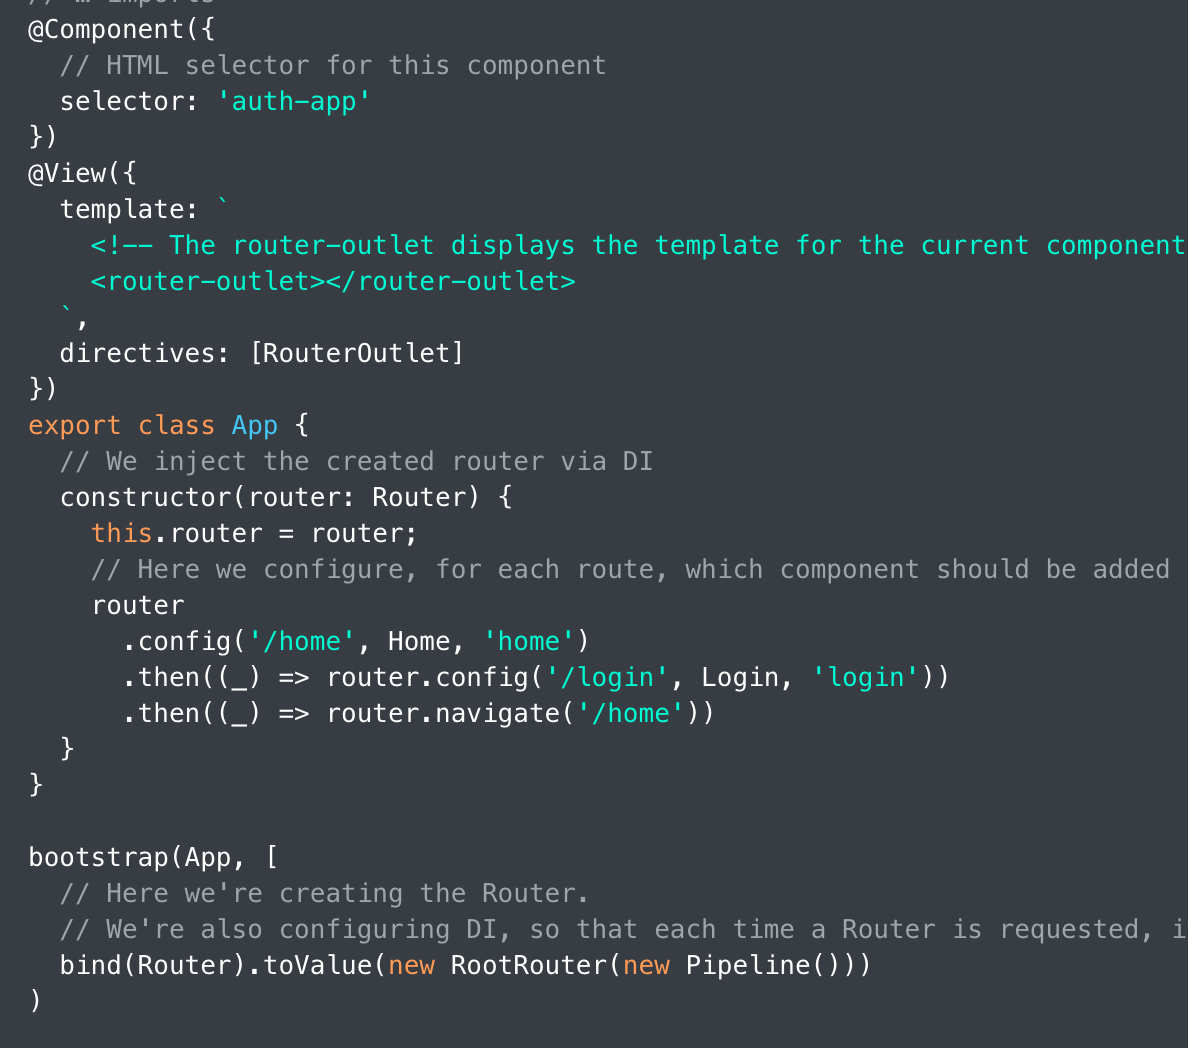 // … imports
@Component({
  // HTML selector for this component
  selector: 'auth-app'
})
@View({
  template: `
    <!-- The router-outlet displays the template for the current component
    <router-outlet></router-outlet>
  `,
  directives: [RouterOutlet]
})
export class App {
  // We inject the created router via DI
  constructor(router: Router) {
    this.router = router;
    // Here we configure, for each route, which component should be added
    router
      .config('/home', Home, 'home')
      .then((_) => router.config('/login', Login, 'login'))
      .then((_) => router.navigate('/home'))
  }
}

bootstrap(App, [
  // Here we're creating the Router.
  // We're also configuring DI, so that each time a Router is requested, i
  bind(Router).toValue(new RootRouter(new Pipeline()))
)